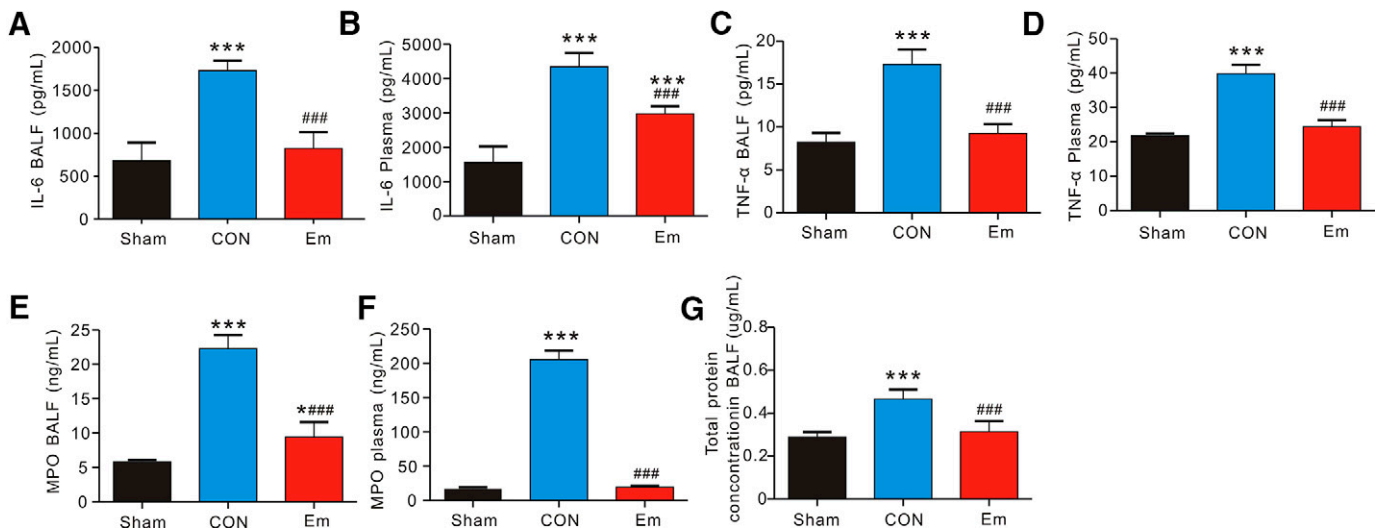 A
IL-6 BALF (pg/mL)
2000
1500
1000
500
0
***
###
Sham CON Em
B
IL-6 Plasma (pg/mL)
5000
4000
3000
2000
1000
0
***
***
###
Sham CON Em
C
TNF-α BALF (pg/mL)
20
15
10
5
0
***
###
Sham CON Em
D
TNF-α Plasma (pg/mL)
50
40
30
20
10
0
***
###
Sham CON Em
E
MPO BALF (ng/mL)
25
20
15
10
5
0
***
*###
Sham CON Em
F
MPO plasma (ng/mL)
250
200
150
100
50
0
***
###
Sham CON Em
G
Total protein
concontrationin BALF (ug/mL)
0.8
0.6
0.4
0.2
0
***
###
Sham CON Em